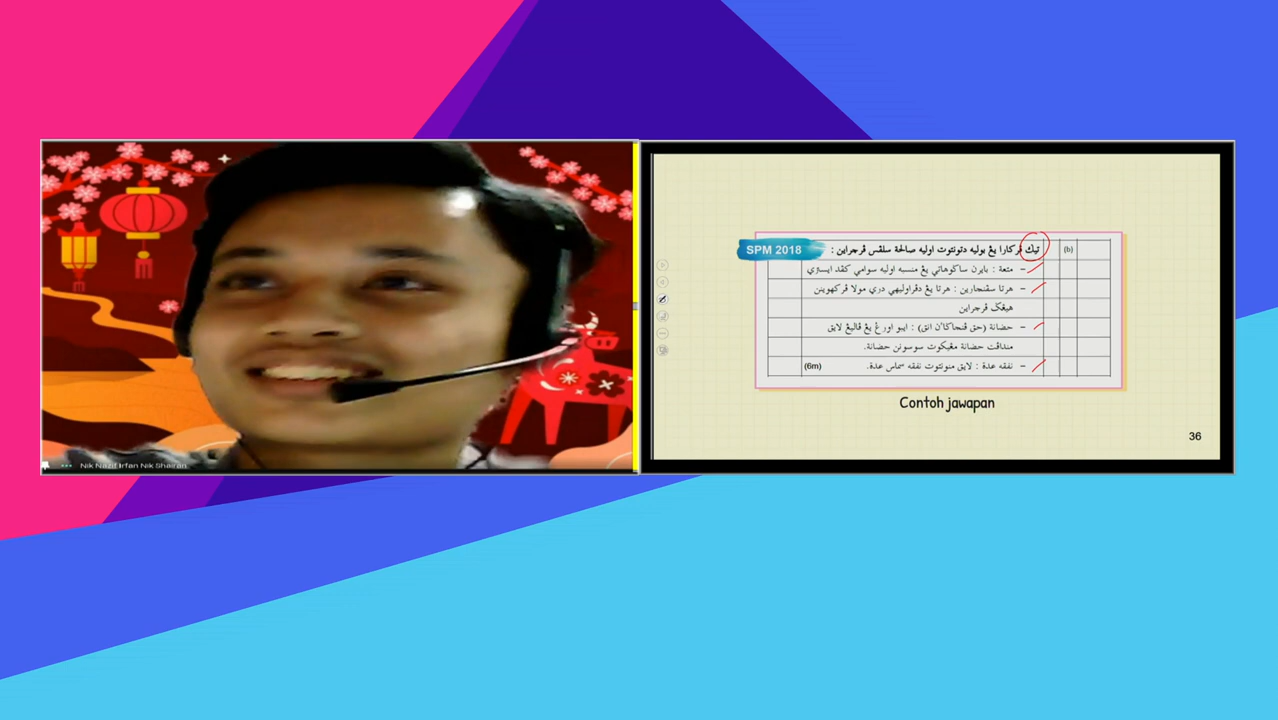 Nik Nazif Irfan Nik Shairan
SPM 2018
(b) تيݢ ڤركارا يڠ بوليه دتونتوت اوليه صالحة سلڤس ڤرچراين :
- متعة : بايرن ساݢوهاتي يڠ منسبه اوليه سوامي کڤد ايستري
- هرتا سڤنچارين : هرتا يڠ دڤراوليهي دري مولا ڤركهوينن
هيڠݢ ڤرچراين
- حضانة (حق ڤنجاݢاٴن انق) : ايبو اورڠ يڠ ڤاليڠ لايق
منداڤت حضانة مڠيكوت سوسونن حضانة.
- نفقه عدة : لايق منونتوت نفقه سماس عدة. (6m)
Contoh jawapan
36